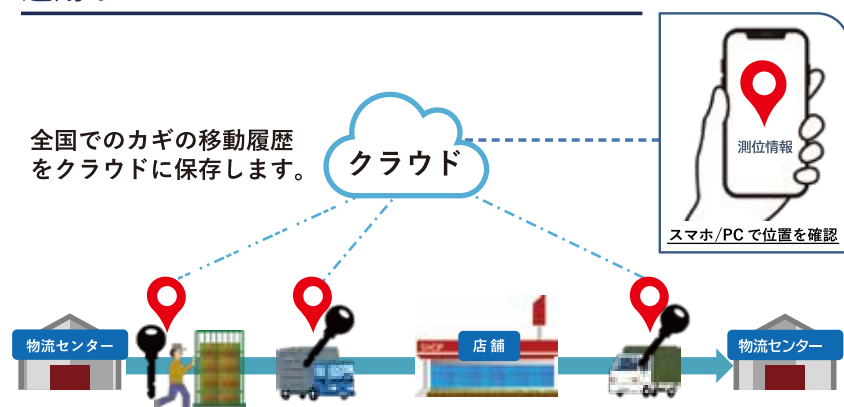 全国でのカギの移動履歴
をクラウドに保存します。
クラウド
測位情報
スマホ/PCで位置を確認
物流センター
SHOP
店舗
物流センター